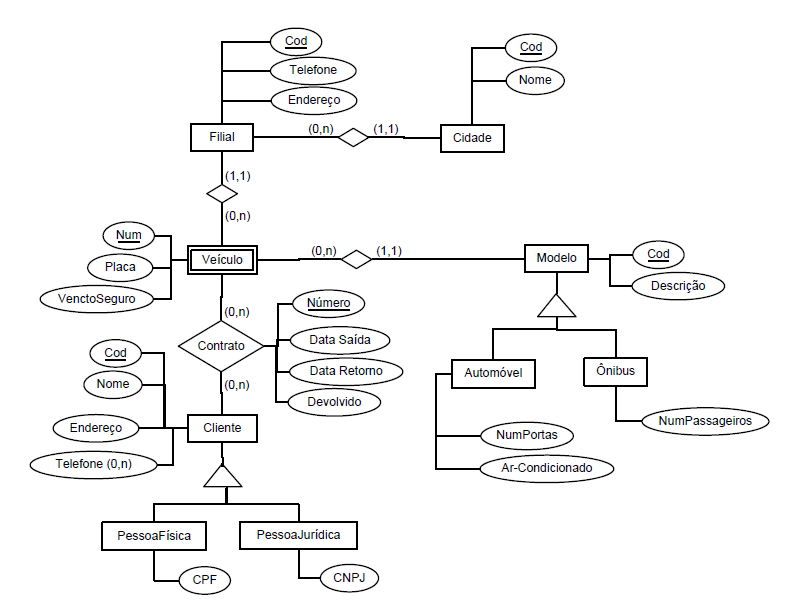 Cod
Telefone
Endereço
Filial
(0,n)
(1,1)
Cod
Nome
Cidade
(1,1)
(0,n)
Num
Placa
VenctoSeguro
Veículo
(0,n)
(1,1)
Modelo
Cod
Descrição
(0,n)
Contrato
(0,n)
Número
Data Saída
Data Retorno
Devolvido
Automóvel
Ônibus
NumPassageiros
NumPortas
Ar-Condicionado
Cod
Nome
Endereço
Telefone (0,n)
Cliente
PessoaFísica
PessoaJurídica
CPF
CNPJ